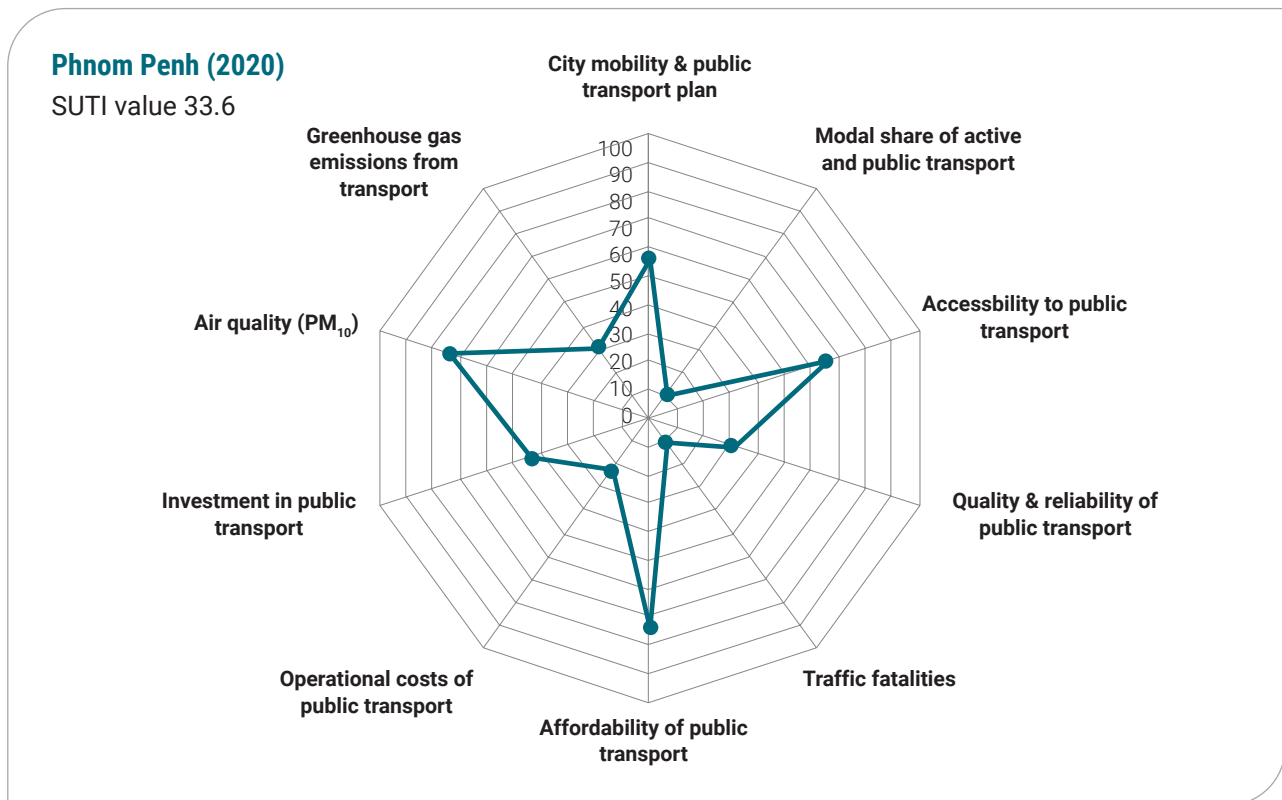 Phnom Penh (2020)
SUTI value 33.6
City mobility & public
transport plan
Modal share of active
and public transport
Accessbility to public
transport
Quality & reliability of
public transport
Traffic fatalities
Affordability of public
transport
Operational costs of
public transport
Investment in public
transport
Air quality (PM₁₀)
Greenhouse gas
emissions from
transport
100
90
80
70
60
50
40
30
20
10
0